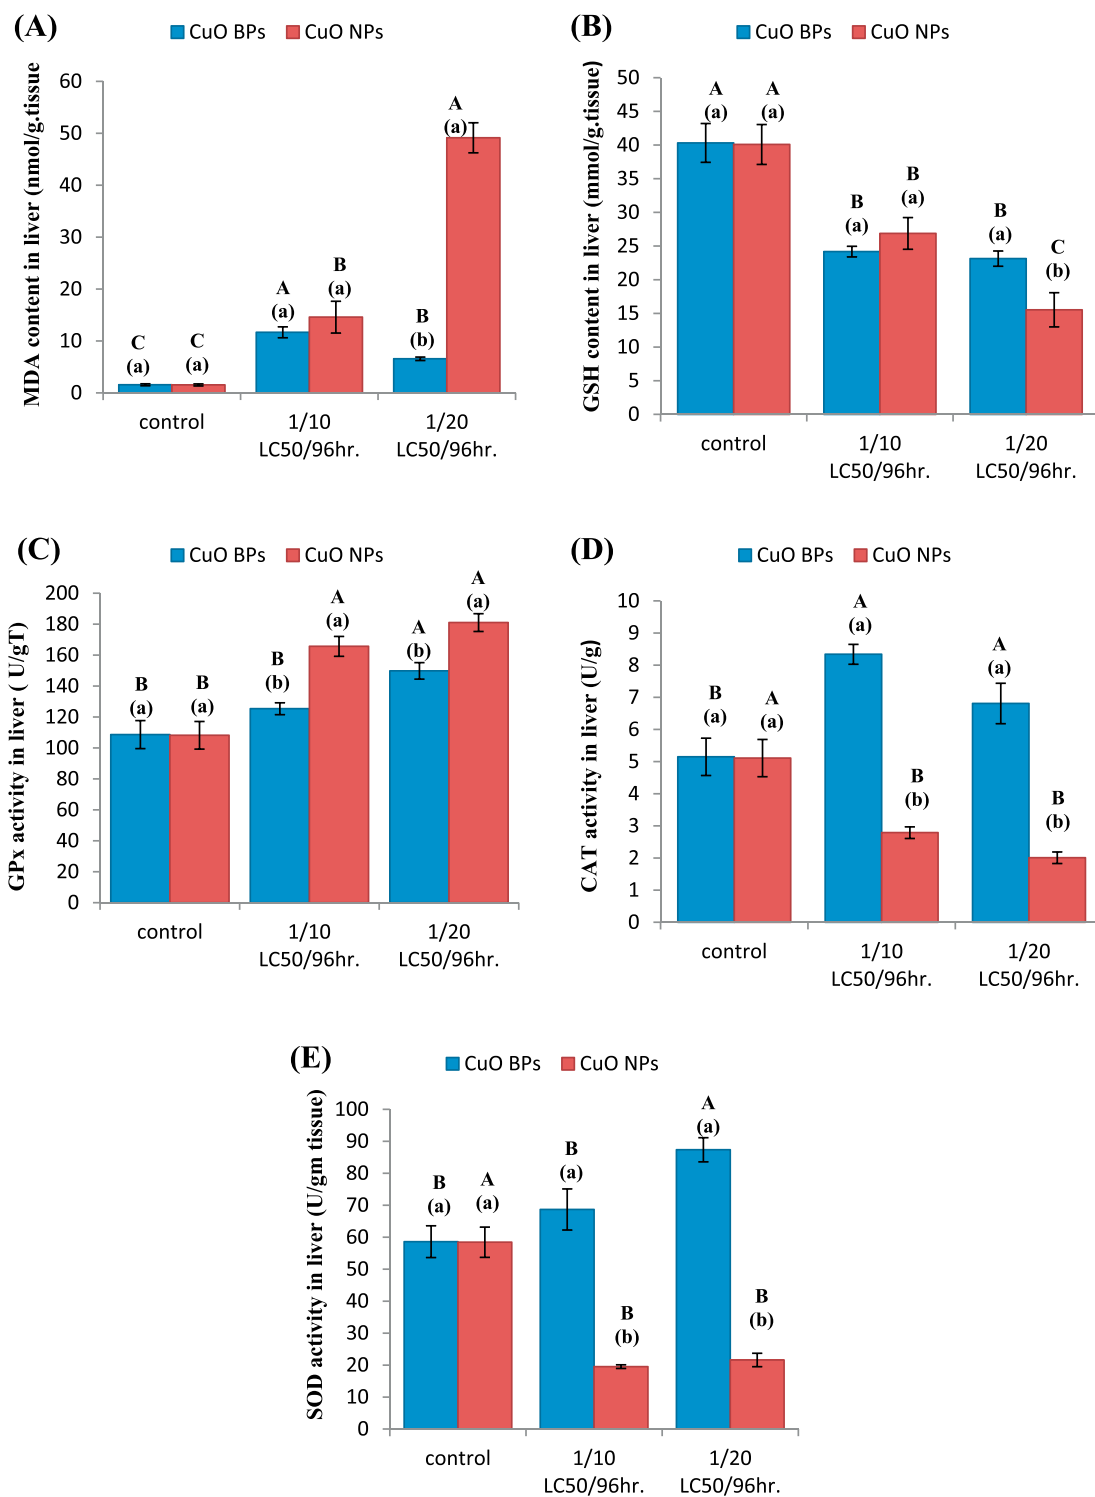 (A)
CuO BPs CuO NPs
MDA content in liver (nmol/g.tissue
60
50
40
30
20
10
0
C
(a)
C
(a)
A
(a)
B
(a)
B
(b)
A
(a)
control
1/10
LC50/96hr.
1/20
LC50/96hr.
(B)
CuO BPs CuO NPs
GSH content in liver (mmol/g.tissue)
50
45
40
35
30
25
20
15
10
5
0
A
(a)
A
(a)
B
(a)
B
(a)
B
(a)
C
(b)
control
1/10
LC50/96hr.
1/20
LC50/96hr.
(C)
CuO BPs CuO NPs
GPx activity in liver ( U/gT)
200
180
160
140
120
100
80
60
40
20
0
B
(a)
B
(a)
B
(b)
A
(a)
A
(b)
A
(a)
control
1/10
LC50/96hr.
1/20
LC50/96hr.
(D)
CuO BPs CuO NPs
CAT activity in liver (U/g)
10
9
8
7
6
5
4
3
2
1
0
B
(a)
A
(a)
A
(a)
B
(b)
A
(a)
B
(b)
control
1/10
LC50/96hr.
1/20
LC50/96hr.
(E)
CuO BPs CuO NPs
SOD activity in liver (U/gm tissue)
100
90
80
70
60
50
40
30
20
10
0
B
(a)
A
(a)
B
(a)
B
(b)
A
(a)
B
(b)
control
1/10
LC50/96hr.
1/20
LC50/96hr.